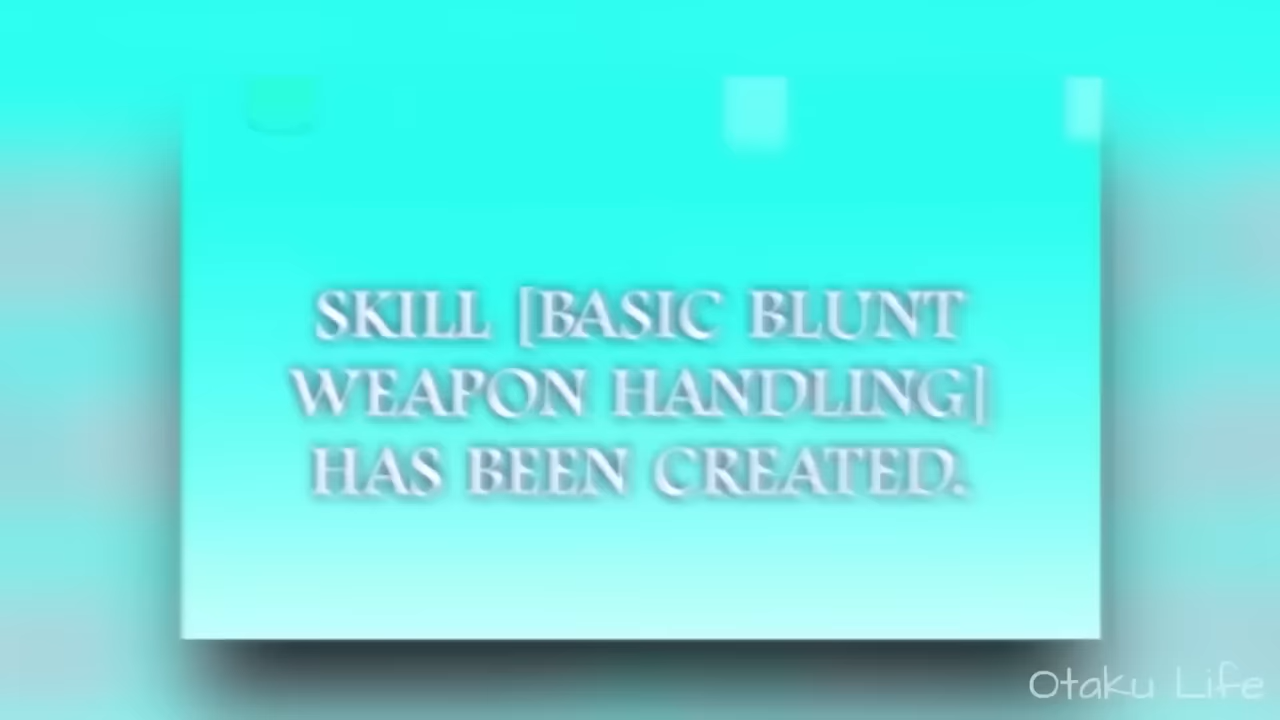 SKILL [BASIC BLUNT
WEAPON HANDLING]
HAS BEEN CREATED.
Otaku Life